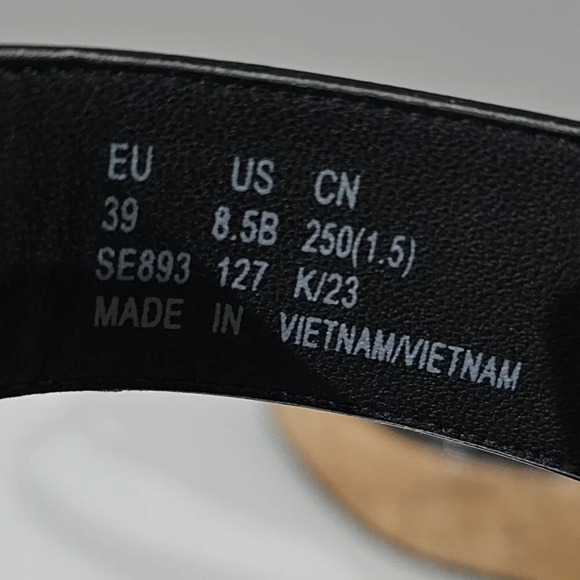 EU US CN
39 8.5B 250(1.5)
SE893 127 K/23
MADE IN VIETNAM/VIETNAM